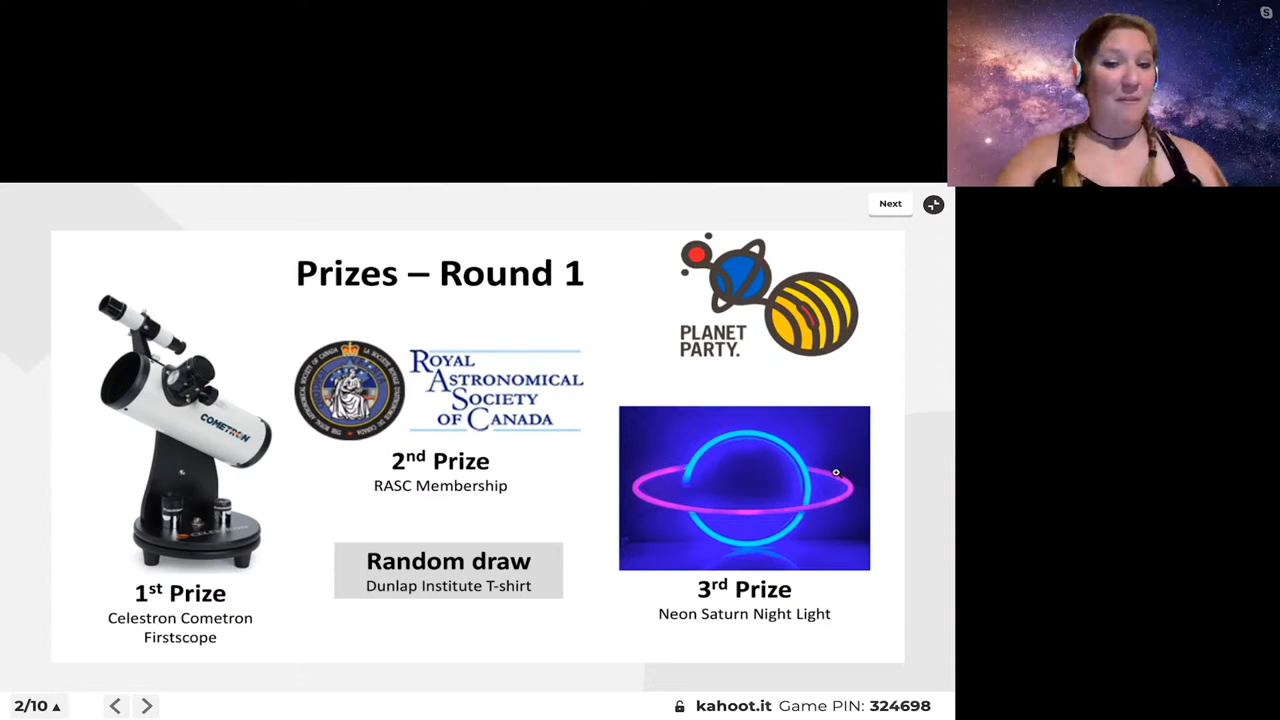 Next
Prizes – Round 1
PLANET
PARTY.
COMETRON
CELESTRON
ROYAL
ASTRONOMICAL
SOCIETY
OF CANADA
2nd Prize
RASC Membership
Random draw
Dunlap Institute T-shirt
1st Prize
Celestron Cometron
Firstscope
3rd Prize
Neon Saturn Night Light
2/10 ▲
kahoot.it Game PIN: 324698